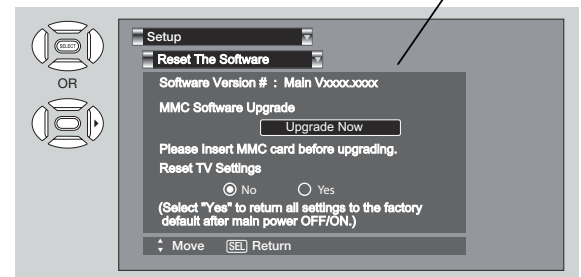 SELECT
OR
Setup
Reset The Software
Software Version # : Main Vxxxx.xxxx
MMC Software Upgrade
Upgrade Now
Please Insert MMC card before upgrading.
Reset TV Settings
No Yes
(Select "Yes" to return all settings to the factory
default after main power OFF/ON.)
Move SEL Return